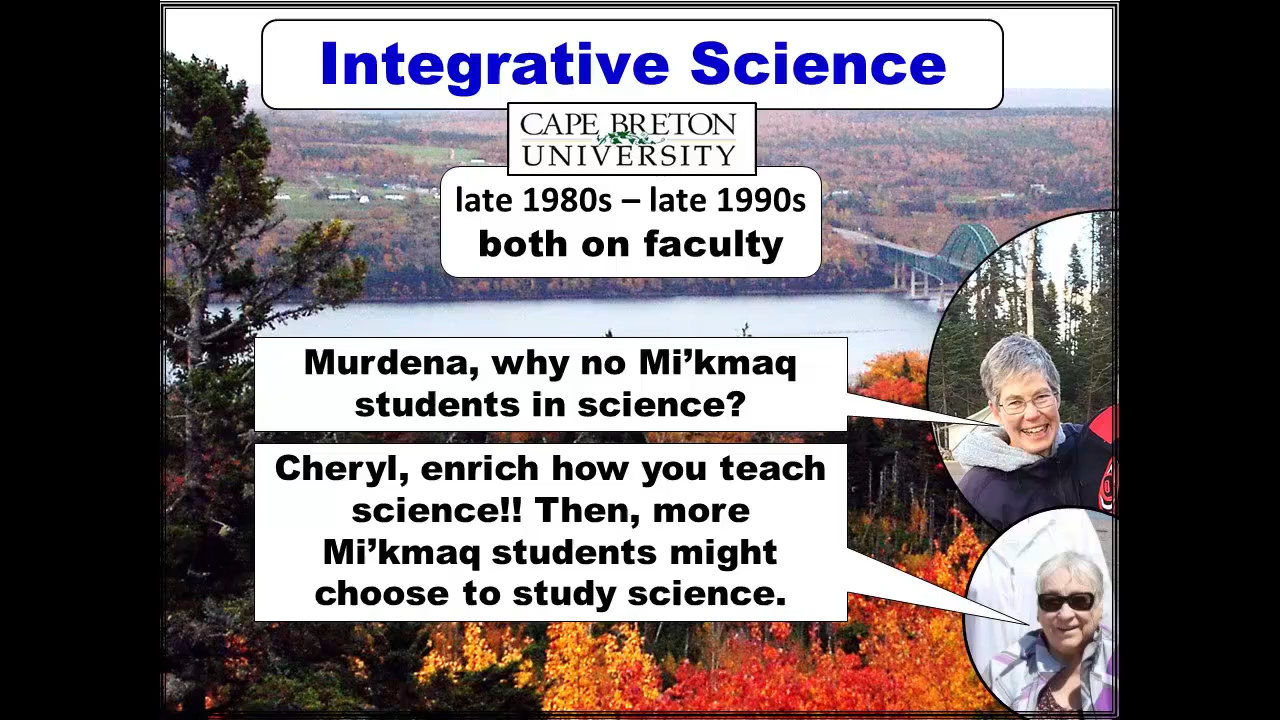 Integrative Science
CAPE BRETON
UNIVERSITY
late 1980s – late 1990s
both on faculty
Murdena, why no Mi’kmaq
students in science?
Cheryl, enrich how you teach
science!! Then, more
Mi’kmaq students might
choose to study science.